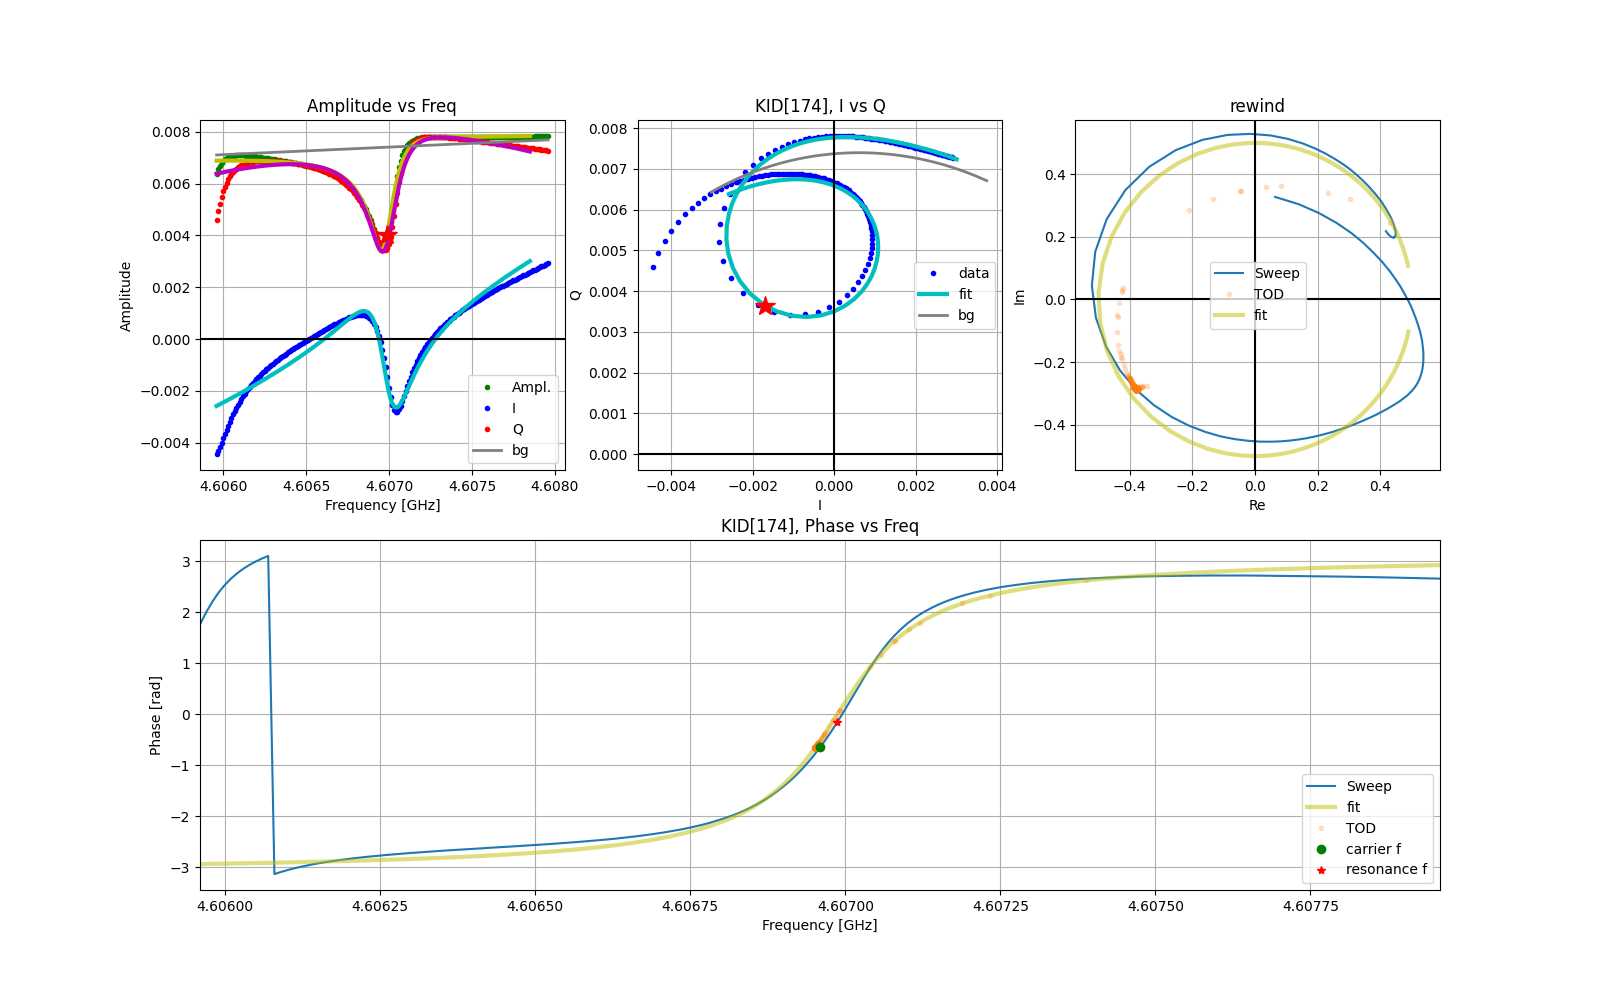 Amplitude vs Freq
0.008
0.006
0.004
0.002
0.000
−0.002
−0.004
Amplitude
4.6060 4.6065 4.6070 4.6075 4.6080
Frequency [GHz]
Ampl.
I
Q
bg
KID[174], I vs Q
0.008
0.007
0.006
0.005
0.004
0.003
0.002
0.001
0.000
Q
−0.004 −0.002 0.000 0.002 0.004
I
data
fit
bg
rewind
0.4
0.2
0.0
−0.2
−0.4
Im
−0.4 −0.2 0.0 0.2 0.4
Re
Sweep
TOD
fit
KID[174], Phase vs Freq
3
2
1
0
−1
−2
−3
Phase [rad]
4.60600 4.60625 4.60650 4.60675 4.60700 4.60725 4.60750 4.60775
Frequency [GHz]
Sweep
fit
TOD
carrier f
resonance f